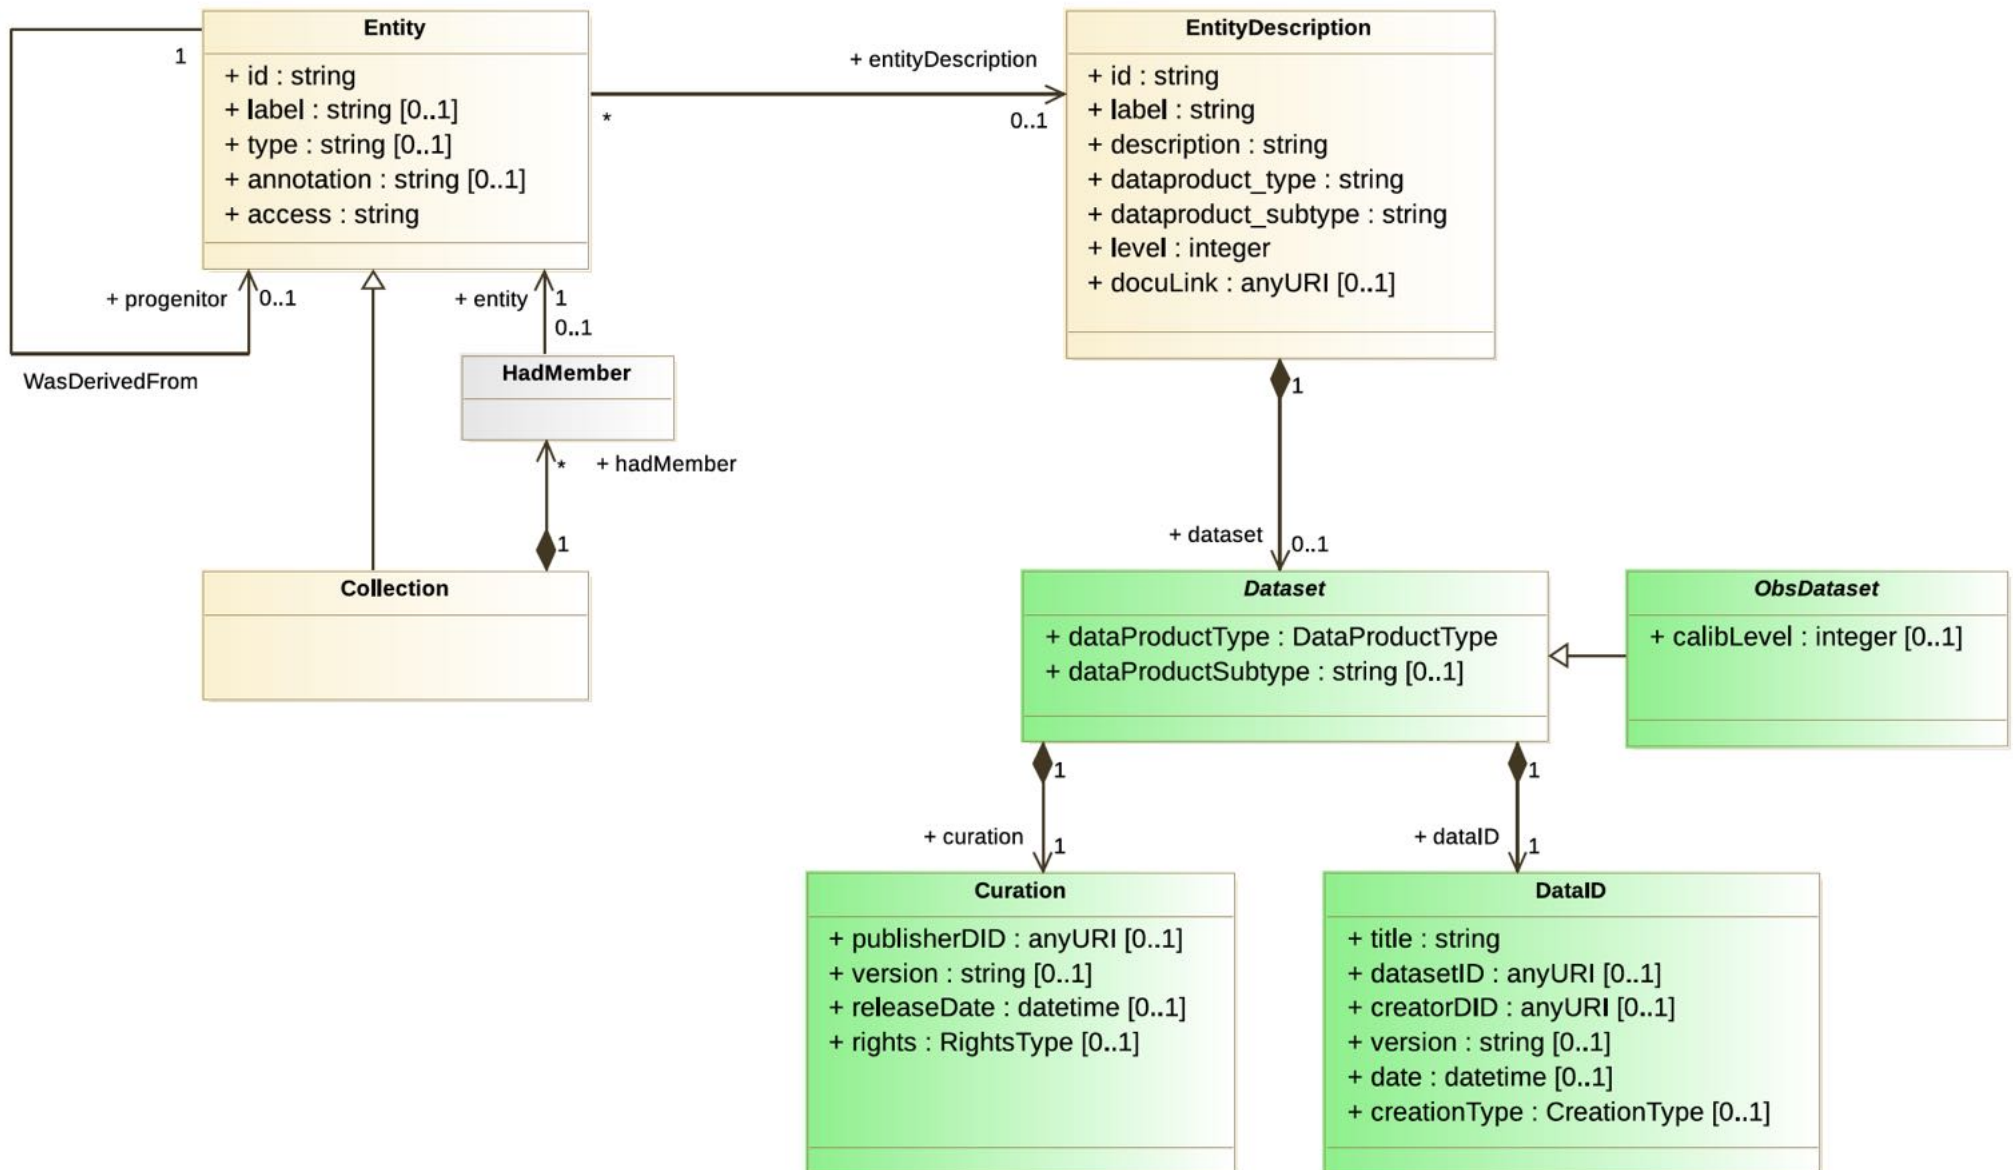 Entity
+ id : string
+ label : string [0..1]
+ type : string [0..1]
+ annotation : string [0..1]
+ access : string
1
+ entityDescription
*
0..1
EntityDescription
+ id : string
+ label : string
+ description : string
+ dataproduct_type : string
+ dataproduct_subtype : string
+ level : integer
+ docuLink : anyURI [0..1]
+ progenitor
0..1
WasDerivedFrom
+ entity
1
0..1
HadMember
*
+ hadMember
1
Collection
1
+ dataset
0..1
Dataset
+ dataProductType : DataProductType
+ dataProductSubtype : string [0..1]
ObsDataset
+ calibLevel : integer [0..1]
1
+ curation
1
1
+ dataID
1
Curation
+ publisherDID : anyURI [0..1]
+ version : string [0..1]
+ releaseDate : datetime [0..1]
+ rights : RightsType [0..1]
DataID
+ title : string
+ datasetID : anyURI [0..1]
+ creatorDID : anyURI [0..1]
+ version : string [0..1]
+ date : datetime [0..1]
+ creationType : CreationType [0..1]